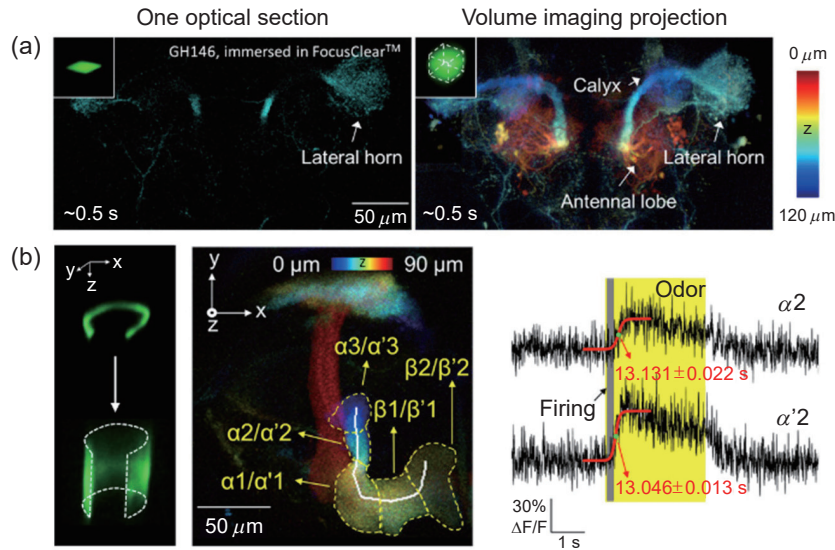 One optical section
Volume imaging projection
(a)
GH146, immersed in FocusClear™
Lateral horn
~0.5 s
50 μm
Calyx
Lateral horn
Antennal lobe
~0.5 s
0 μm
z
120 μm
(b)
y x
z
0 μm z 90 μm
y
z x
α3/α'3
β2/β'2
β1/β'1
α2/α'2
α1/α'1
50 μm
Odor
α2
13.131±0.022 s
Firing
α'2
13.046±0.013 s
30%
ΔF/F
1 s